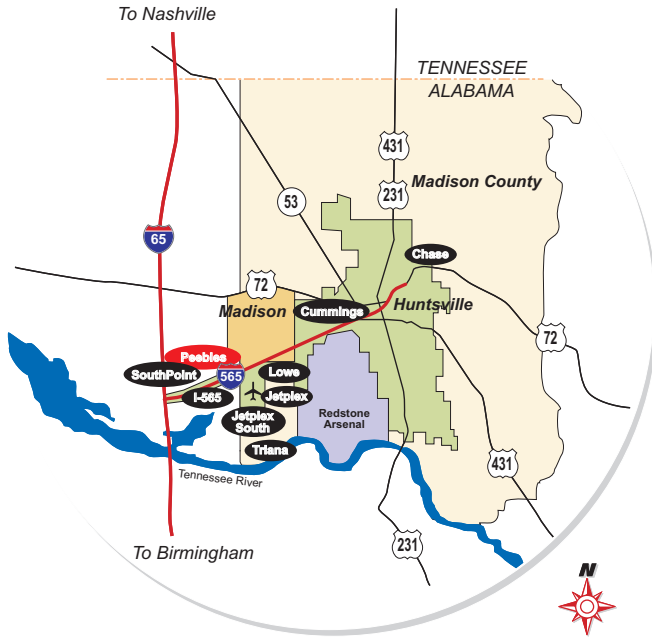 To Nashville
TENNESSEE
ALABAMA
431
Madison County
231
53
65
Chase
72
Madison
Cummings
Huntsville
72
Peebles
SouthPoint
565
Lowe
I-565
Jetplex
Jetplex
South
Redstone
Arsenal
Triana
431
Tennessee River
To Birmingham
231
N